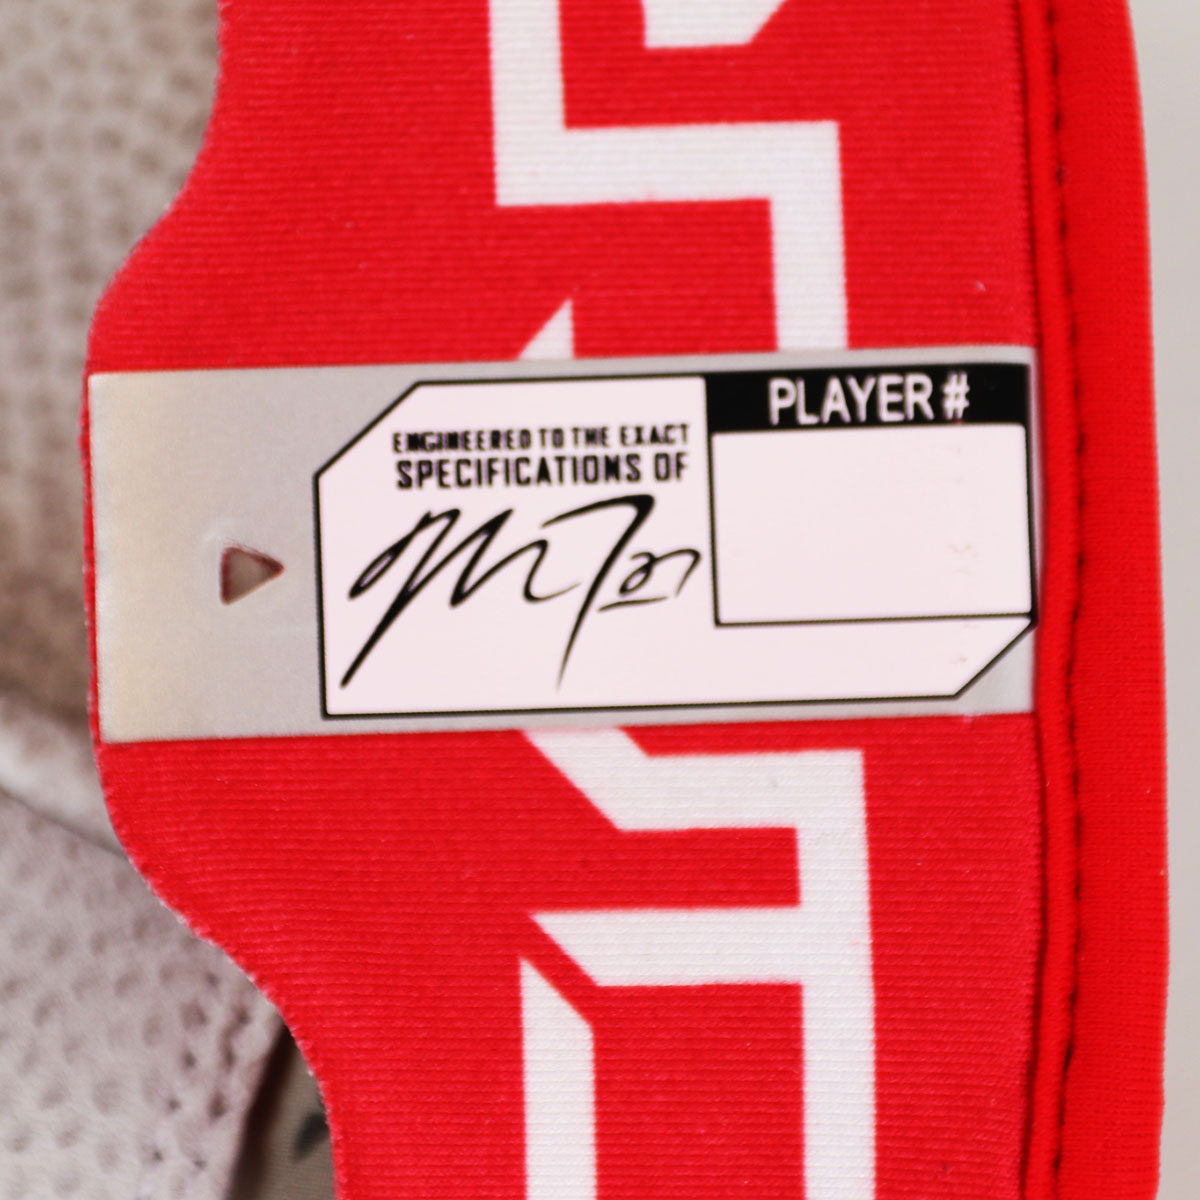 ENGINEERED TO THE EXACT
SPECIFICATIONS OF
PLAYER #